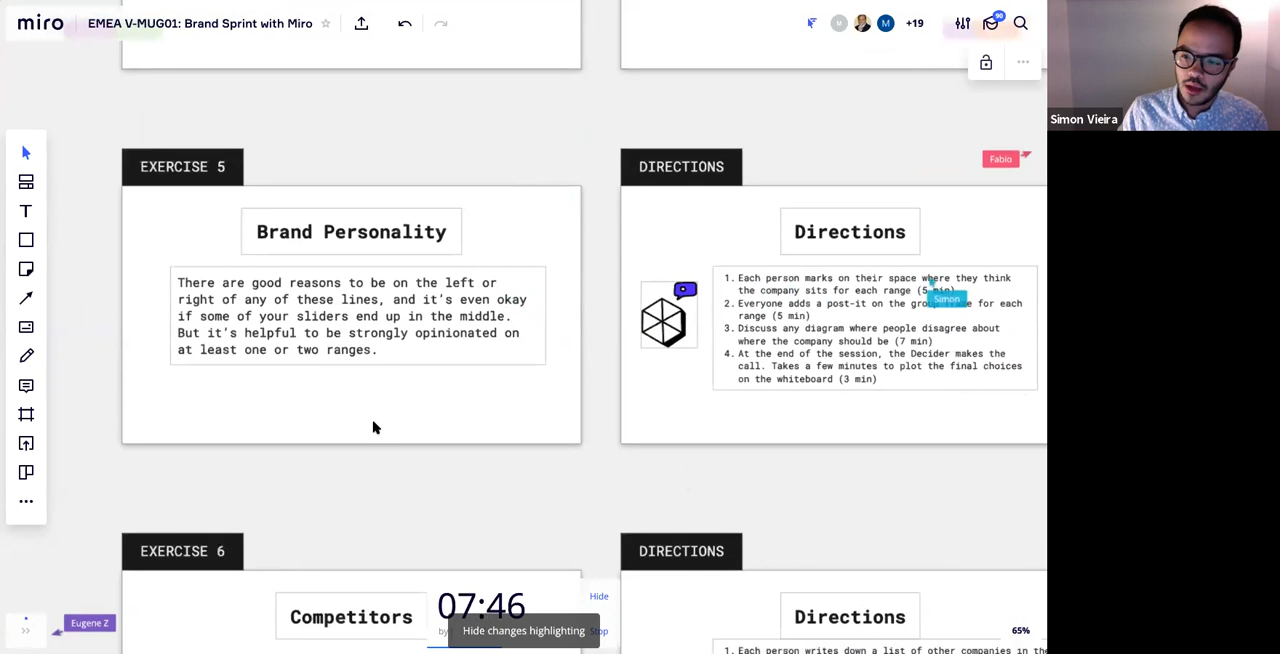 miro
EMEA V-MUG01: Brand Sprint with Miro
M
M
+19
90
Simon Vieira
EXERCISE 5
Brand Personality
There are good reasons to be on the left or
right of any of these lines, and it's even okay
if some of your sliders end up in the middle.
But it's helpful to be strongly opinionated on
at least one or two ranges.
DIRECTIONS
Fabio
Directions
1. Each person marks on their space where they think
the company sits for each range (5 min)
Simon
2. Everyone adds a post-it on the group for each
range (5 min)
3. Discuss any diagram where people disagree about
where the company should be (7 min)
4. At the end of the session, the Decider makes the
call. Takes a few minutes to plot the final choices
on the whiteboard (3 min)
EXERCISE 6
Competitors
DIRECTIONS
Directions
1. Each person writes down a list of other companies in the
07:46
by
Hide
Stop
Hide changes highlighting
Eugene Z
65%